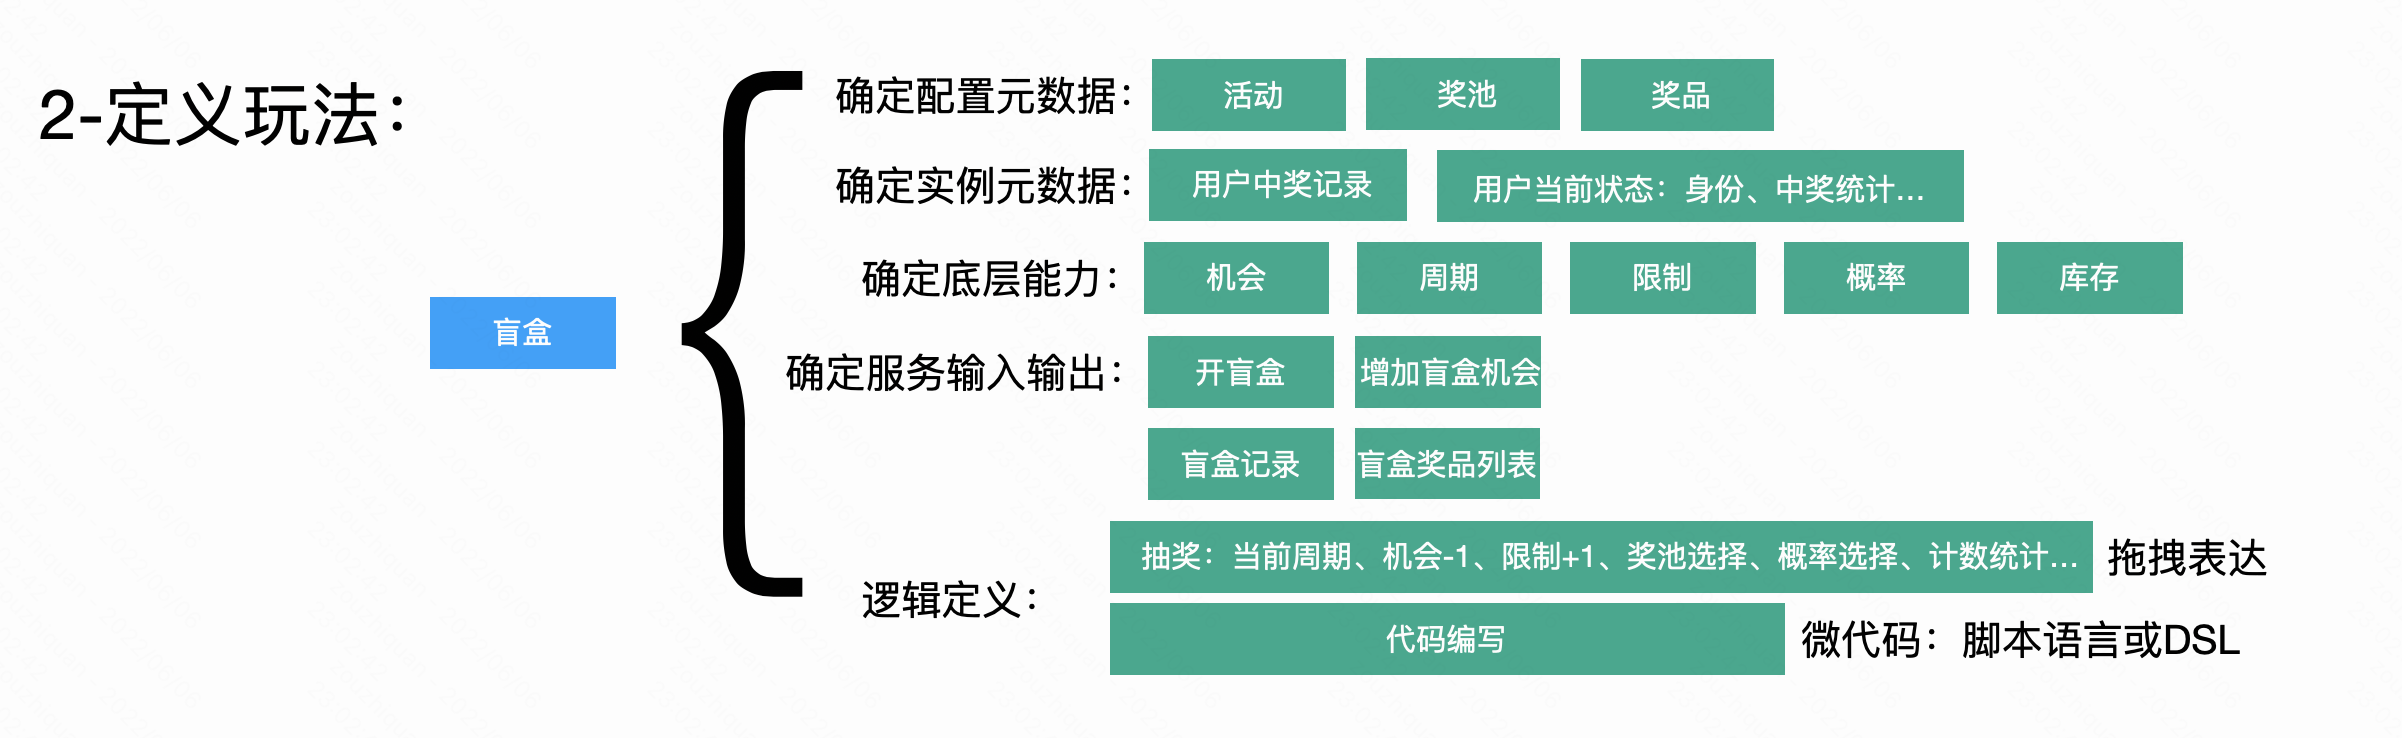 2-定义玩法：
确定配置元数据： 活动 奖池 奖品
确定实例元数据： 用户中奖记录 用户当前状态：身份、中奖统计...
确定底层能力： 机会 周期 限制 概率 库存
盲盒
确定服务输入输出： 开盲盒 增加盲盒机会
盲盒记录 盲盒奖品列表
抽奖：当前周期、机会-1、限制+1、奖池选择、概率选择、计数统计... 拖拽表达
逻辑定义：
代码编写 微代码：脚本语言或DSL